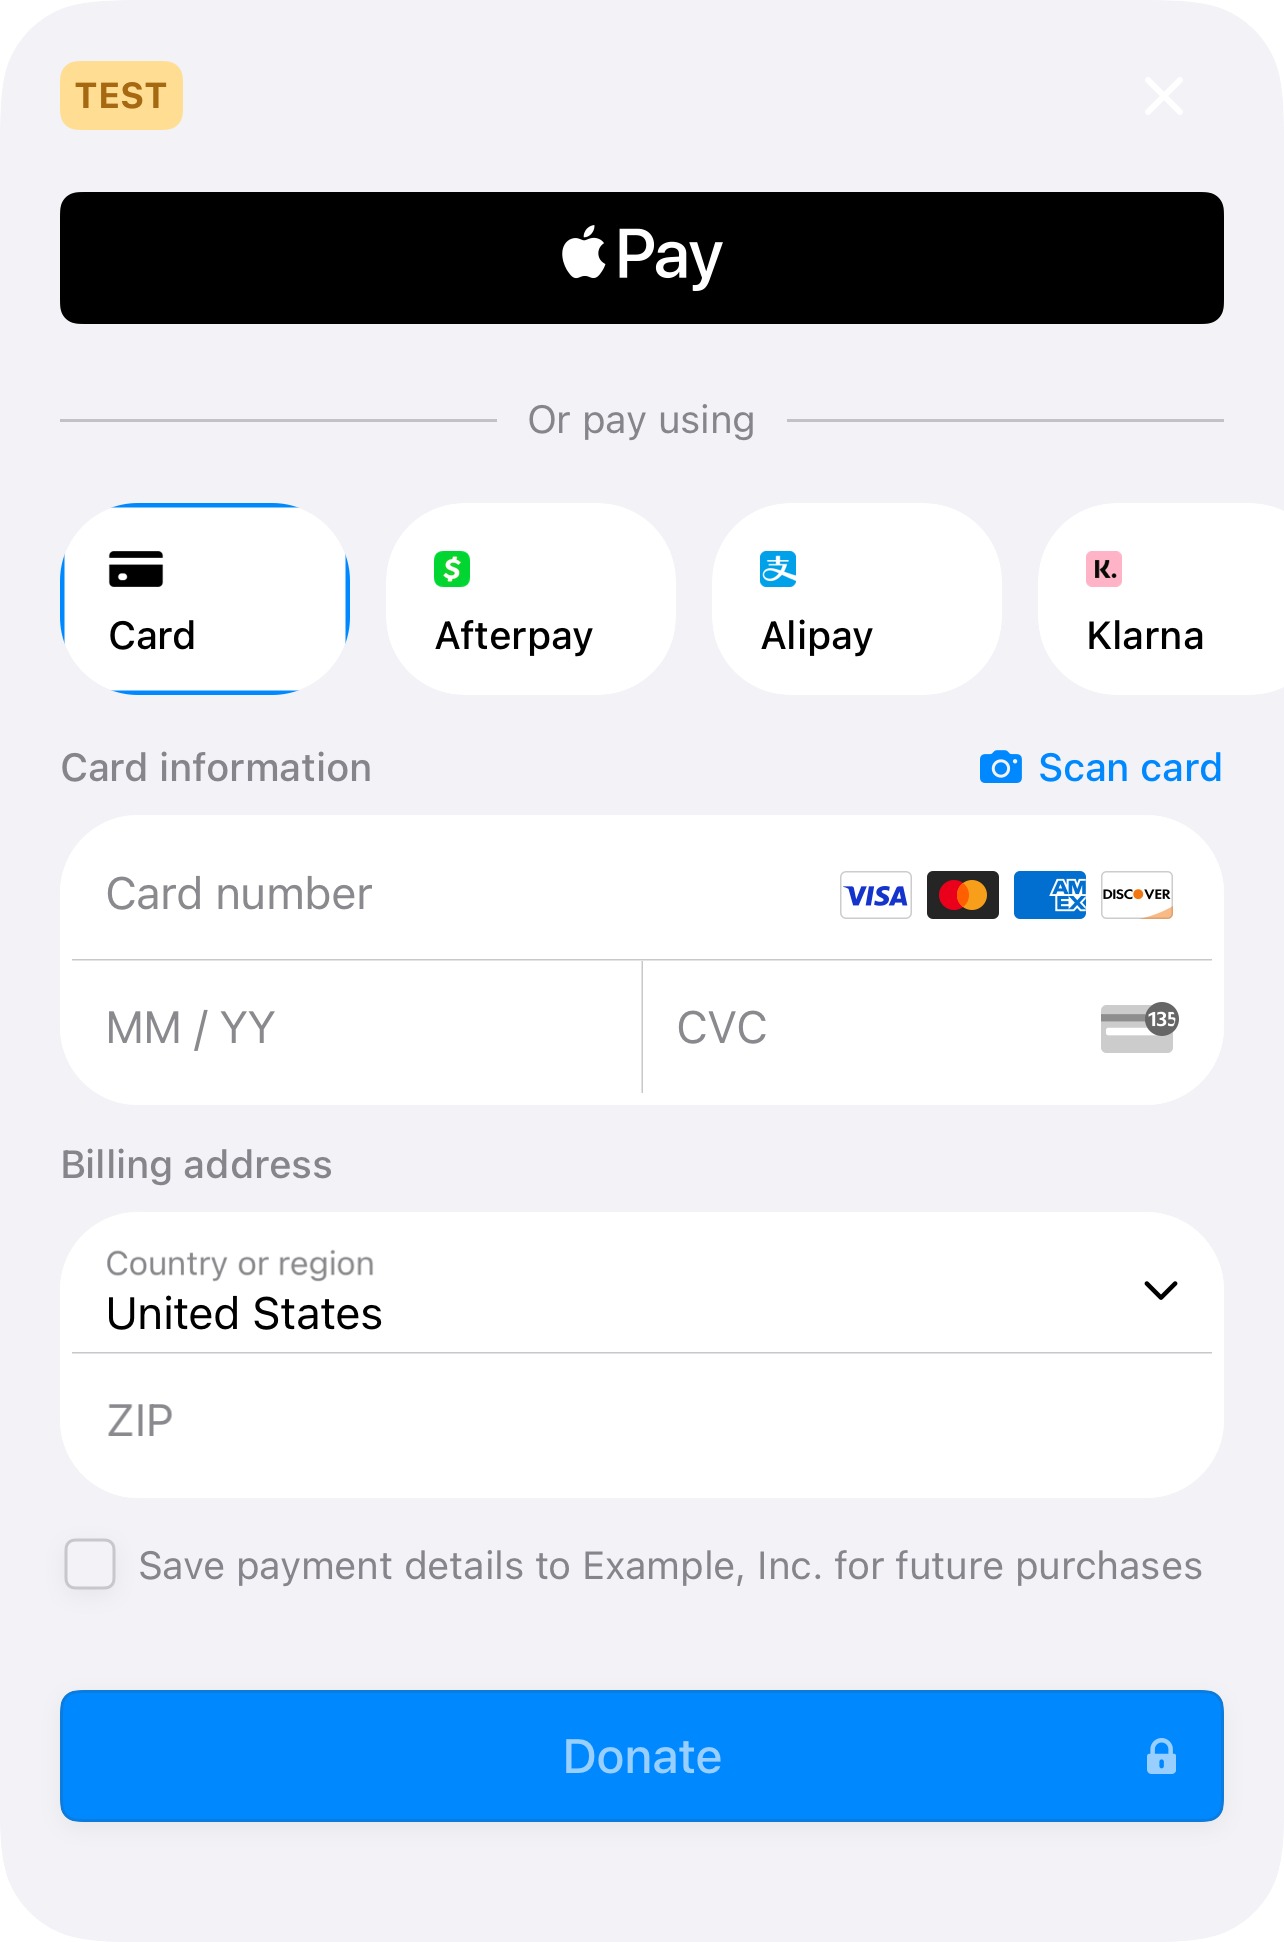 TEST
Pay
Or pay using
Card
Afterpay
Alipay
Klarna
Card information
Scan card
Card number
VISA
AM
EX
DISCOVER
MM / YY
CVC
135
Billing address
Country or region
United States
ZIP
Save payment details to Example, Inc. for future purchases
Donate